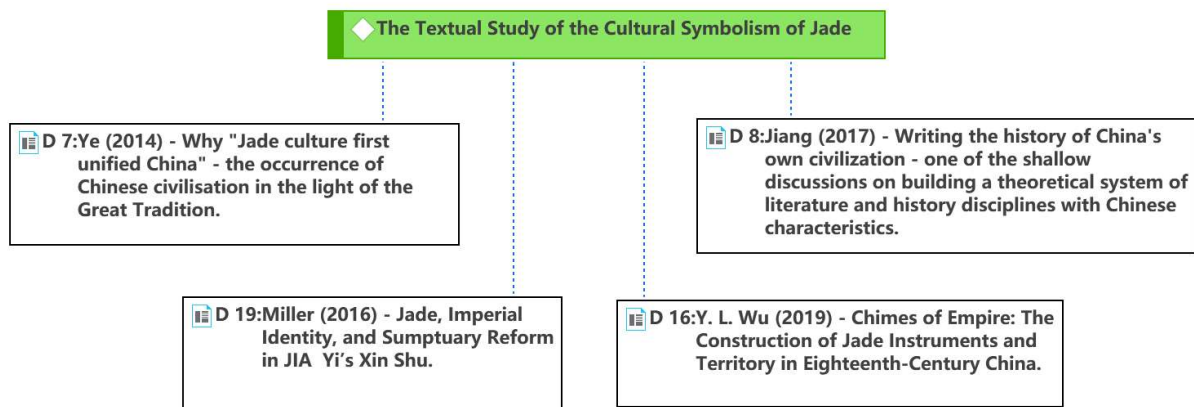 The Textual Study of the Cultural Symbolism of Jade
D 7:Ye (2014) - Why "Jade culture first
unified China" - the occurrence of
Chinese civilisation in the light of the
Great Tradition.
D 8:Jiang (2017) - Writing the history of China's
own civilization - one of the shallow
discussions on building a theoretical system of
literature and history disciplines with Chinese
characteristics.
D 19:Miller (2016) - Jade, Imperial
Identity, and Sumptuary Reform
in JIA Yi’s Xin Shu.
D 16:Y. L. Wu (2019) - Chimes of Empire: The
Construction of Jade Instruments and
Territory in Eighteenth-Century China.